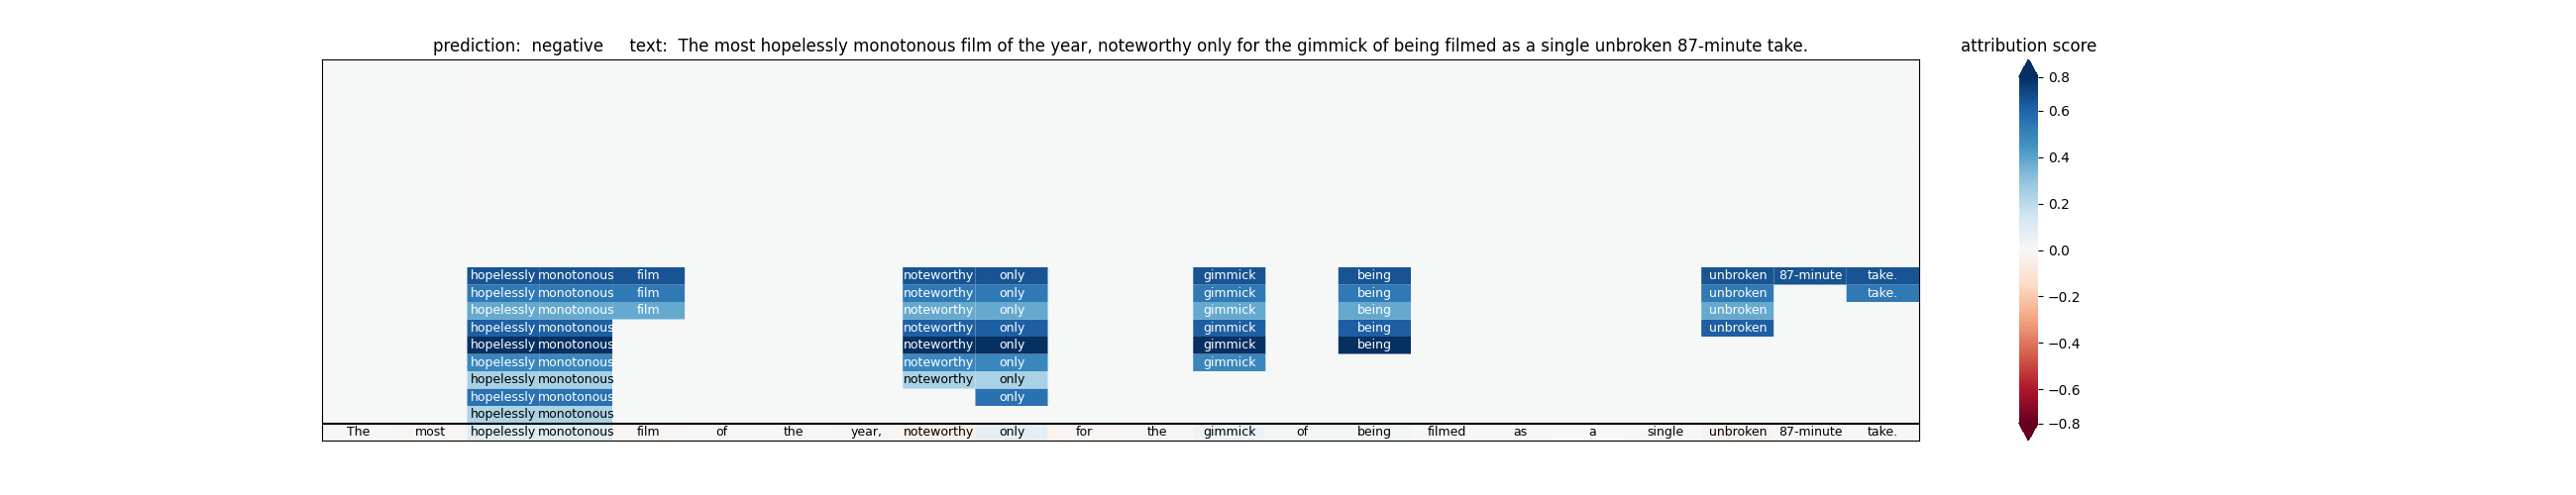 prediction: negative text: The most hopelessly monotonous film of the year, noteworthy only for the gimmick of being filmed as a single unbroken 87-minute take.
attribution score
0.8
0.6
0.4
0.2
0.0
−0.2
−0.4
−0.6
−0.8
hopelessly monotonous film noteworthy only gimmick being unbroken 87-minute take.
hopelessly monotonous film noteworthy only gimmick being unbroken take.
hopelessly monotonous film noteworthy only gimmick being unbroken
hopelessly monotonous noteworthy only gimmick being unbroken
hopelessly monotonous noteworthy only gimmick being
hopelessly monotonous noteworthy only gimmick
hopelessly monotonous noteworthy only
hopelessly monotonous only
hopelessly monotonous
The most hopelessly monotonous film of the year, noteworthy only for the gimmick of being filmed as a single unbroken 87-minute take.